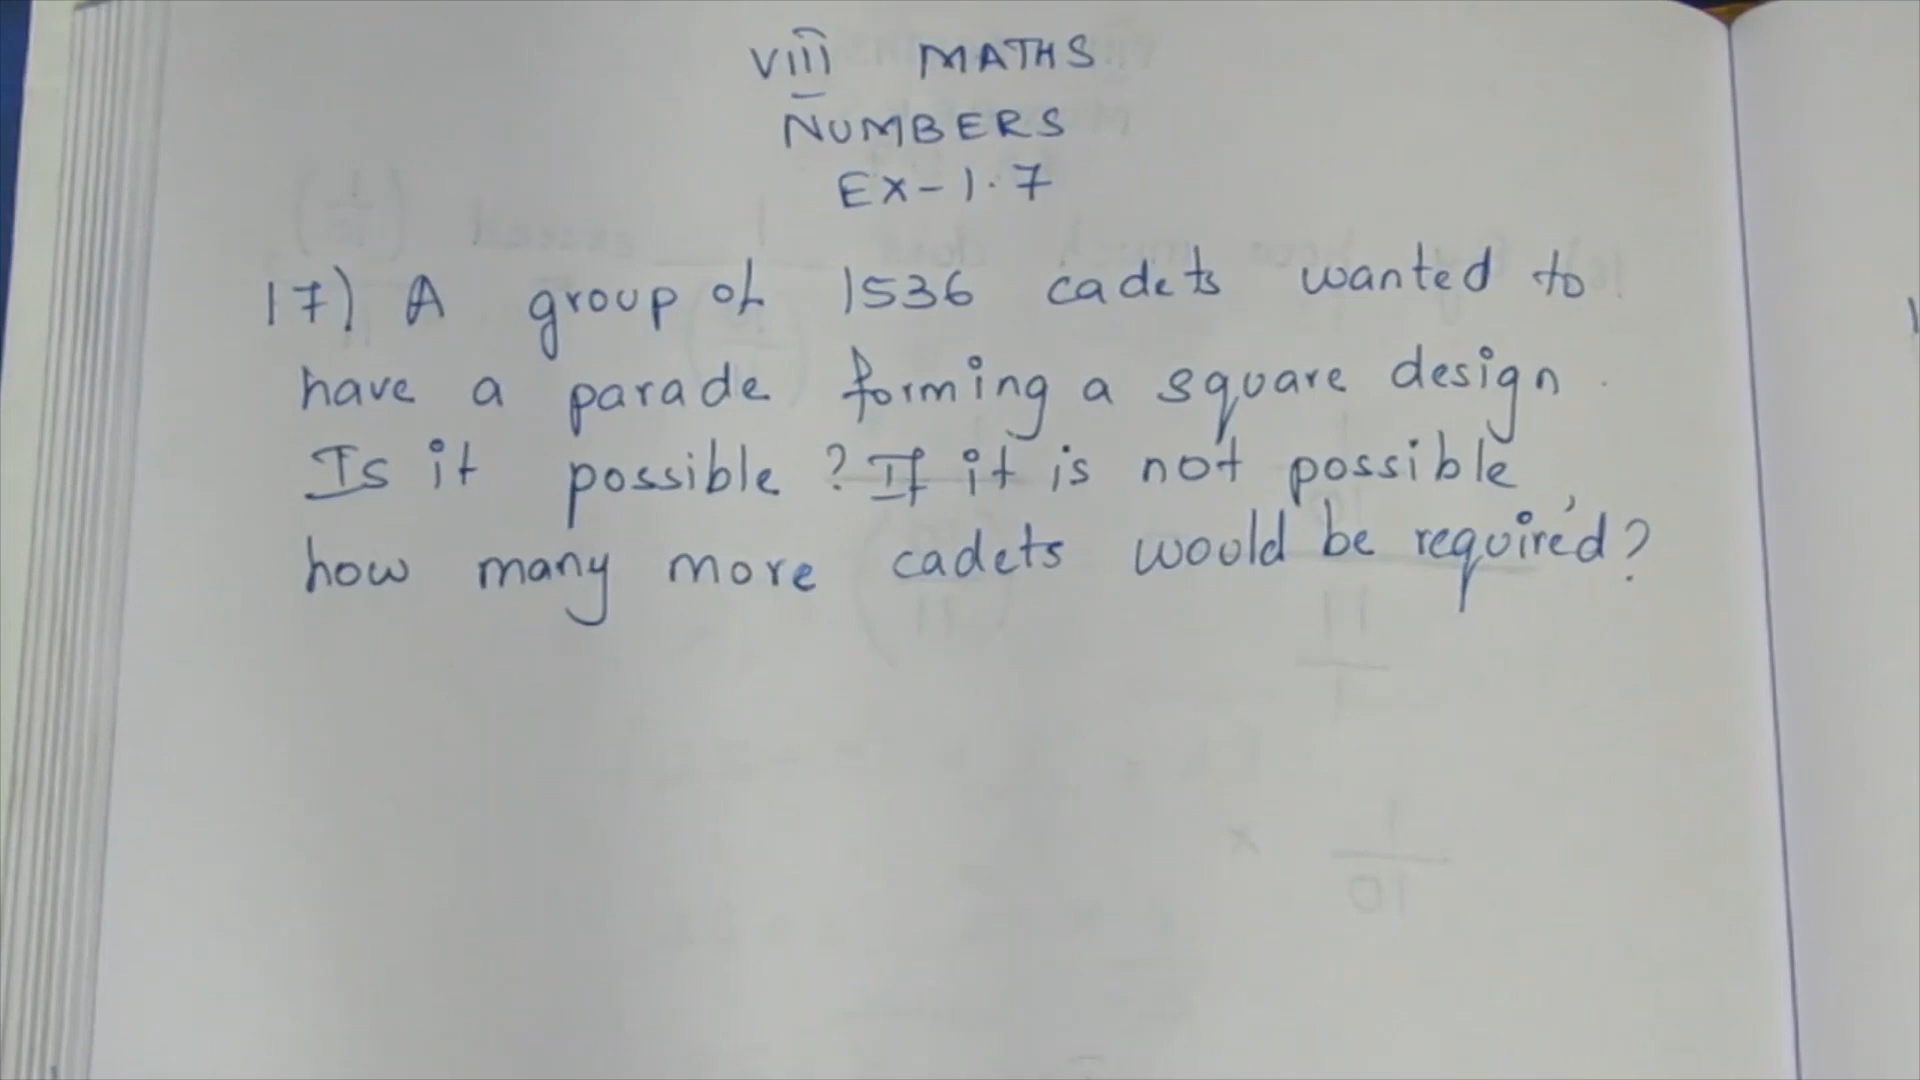 VIII MATHS
NUMBERS
EX-1.7
17) A group of 1536 cadets wanted to
have a parade forming a square design.
Is it possible? If it is not possible,
how many more cadets would be required?